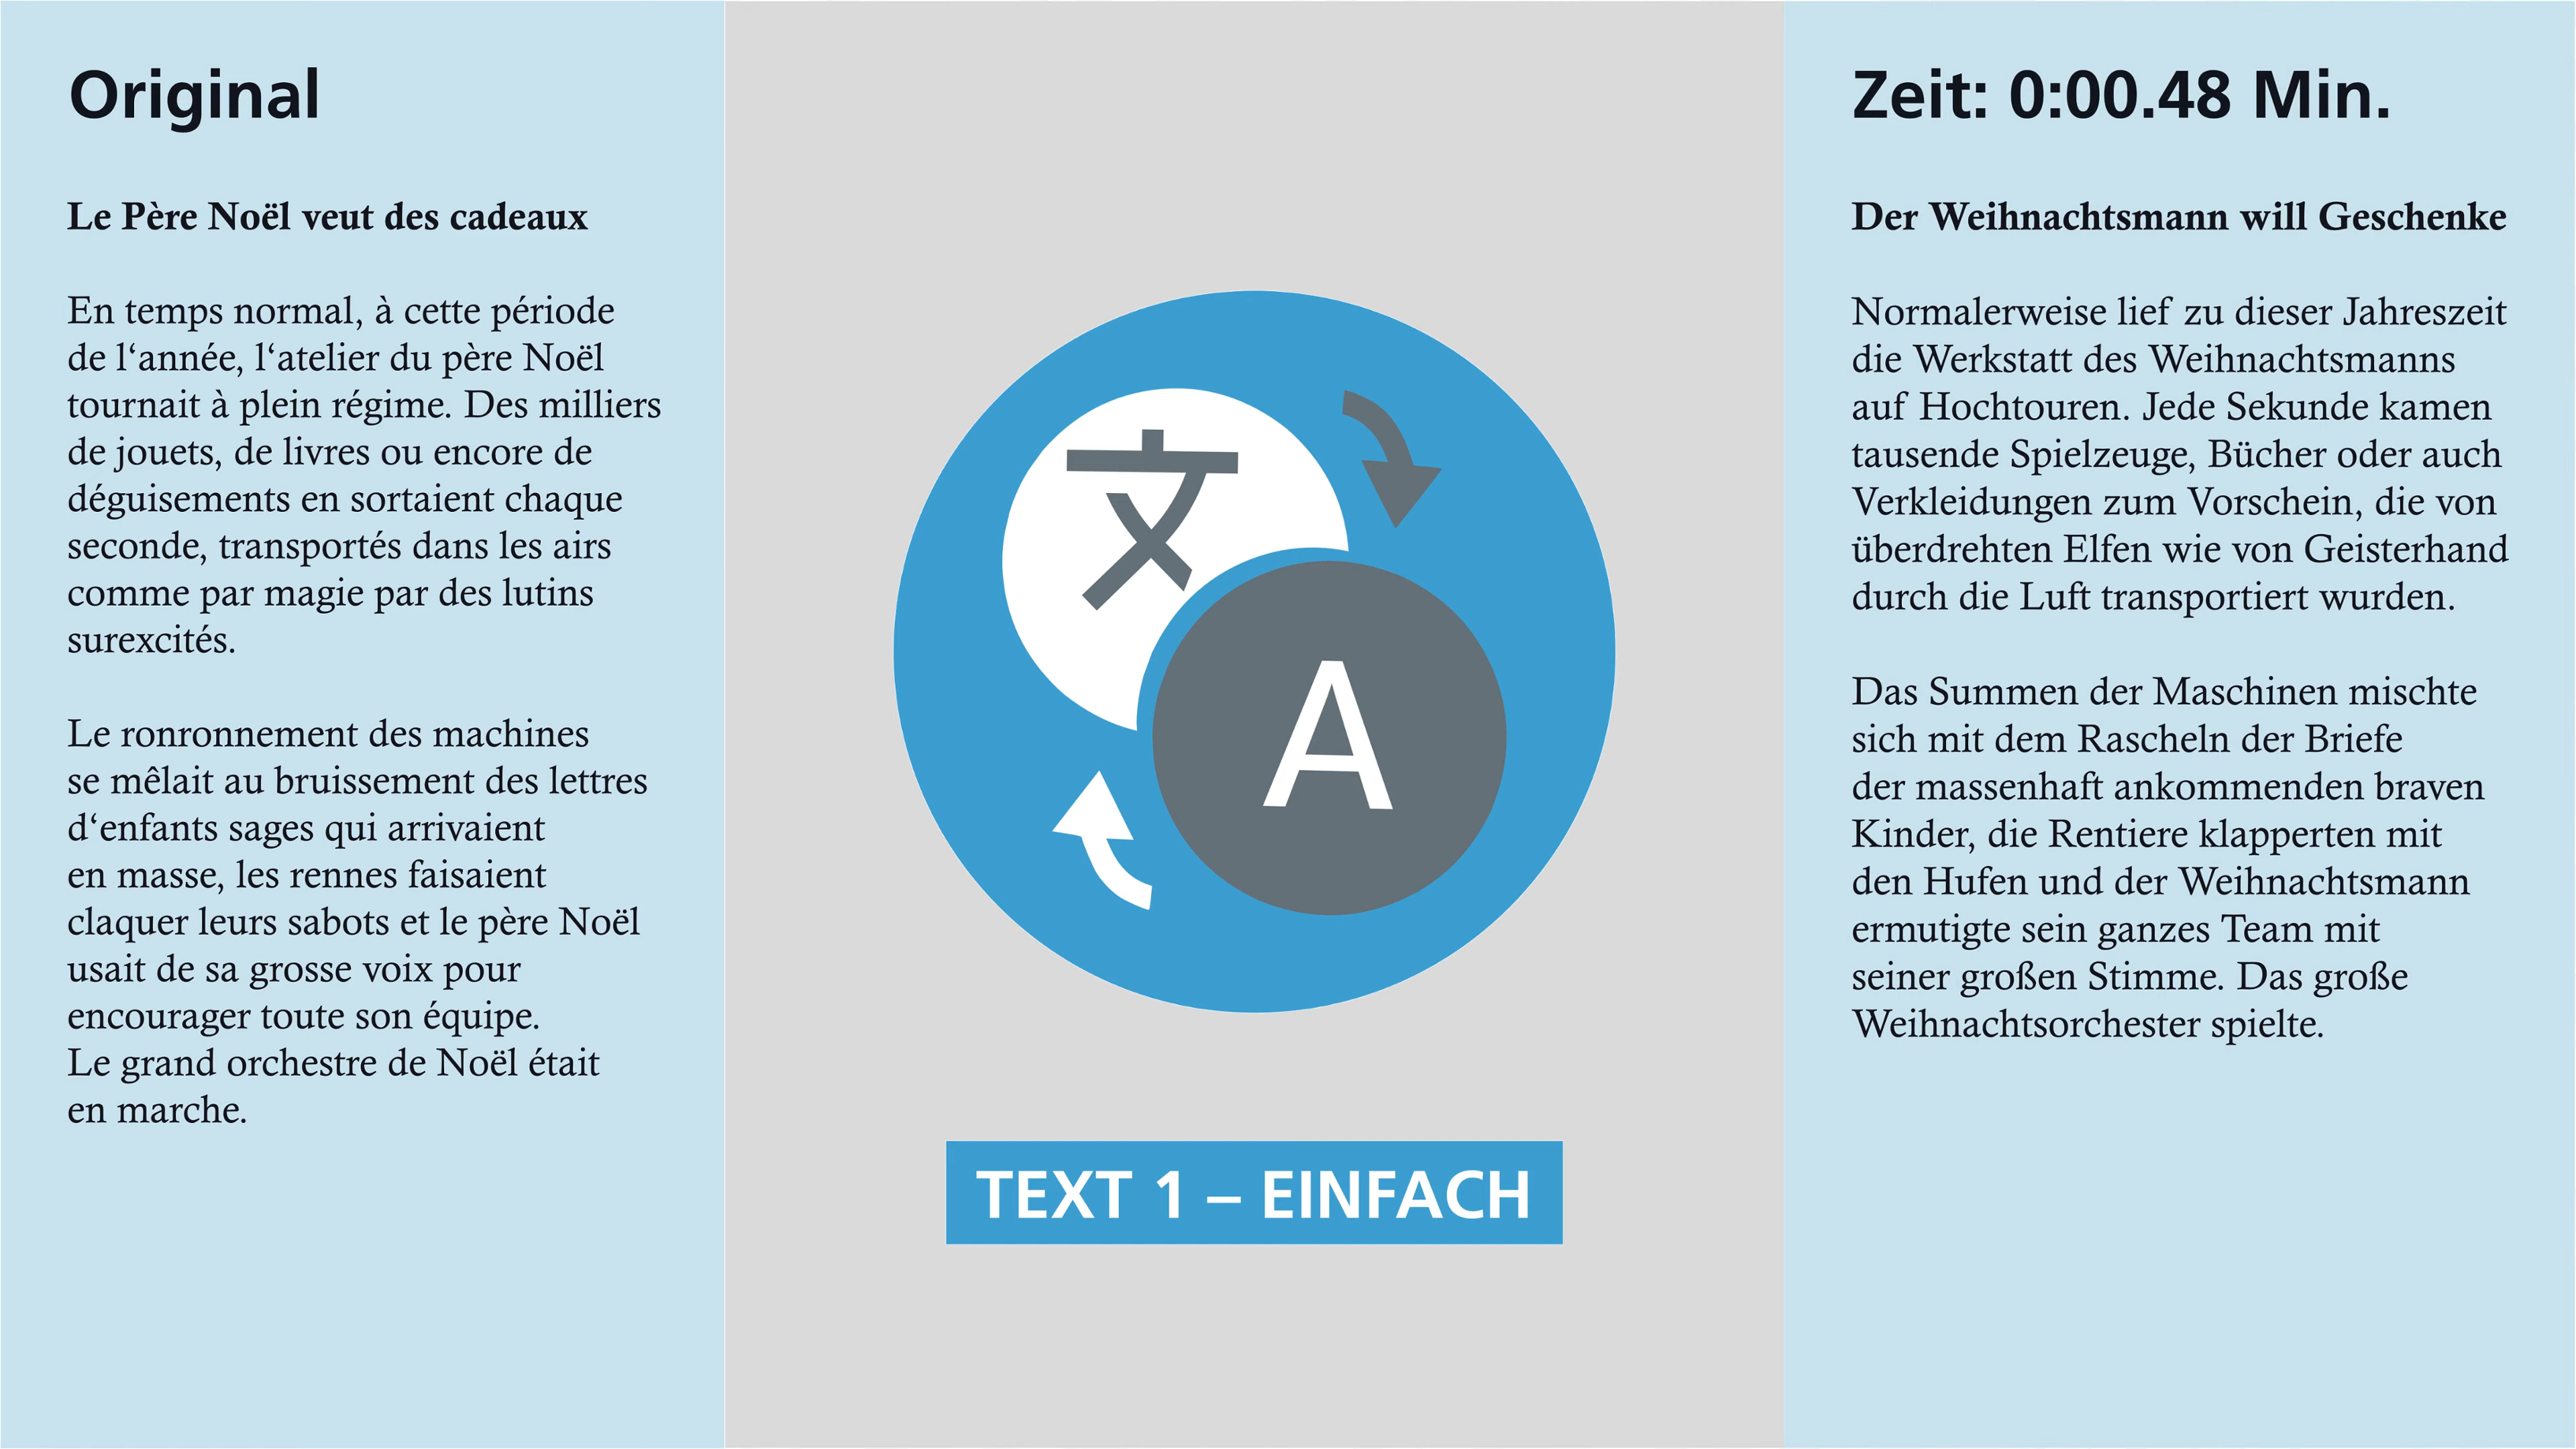 Original
Le Père Noël veut des cadeaux
En temps normal, à cette période
de l‘année, l‘atelier du père Noël
tournait à plein régime. Des milliers
de jouets, de livres ou encore de
déguisements en sortaient chaque
seconde, transportés dans les airs
comme par magie par des lutins
surexcités.
Le ronronnement des machines
se mêlait au bruissement des lettres
d‘enfants sages qui arrivaient
en masse, les rennes faisaient
claquer leurs sabots et le père Noël
usait de sa grosse voix pour
encourager toute son équipe.
Le grand orchestre de Noël était
en marche.
文
A
TEXT 1 – EINFACH
Zeit: 0:00.48 Min.
Der Weihnachtsmann will Geschenke
Normalerweise lief zu dieser Jahreszeit
die Werkstatt des Weihnachtsmanns
auf Hochtouren. Jede Sekunde kamen
tausende Spielzeuge, Bücher oder auch
Verkleidungen zum Vorschein, die von
überdrehten Elfen wie von Geisterhand
durch die Luft transportiert wurden.
Das Summen der Maschinen mischte
sich mit dem Rascheln der Briefe
der massenhaft ankommenden braven
Kinder, die Rentiere klapperten mit
den Hufen und der Weihnachtsmann
ermutigte sein ganzes Team mit
seiner großen Stimme. Das große
Weihnachtsorchester spielte.